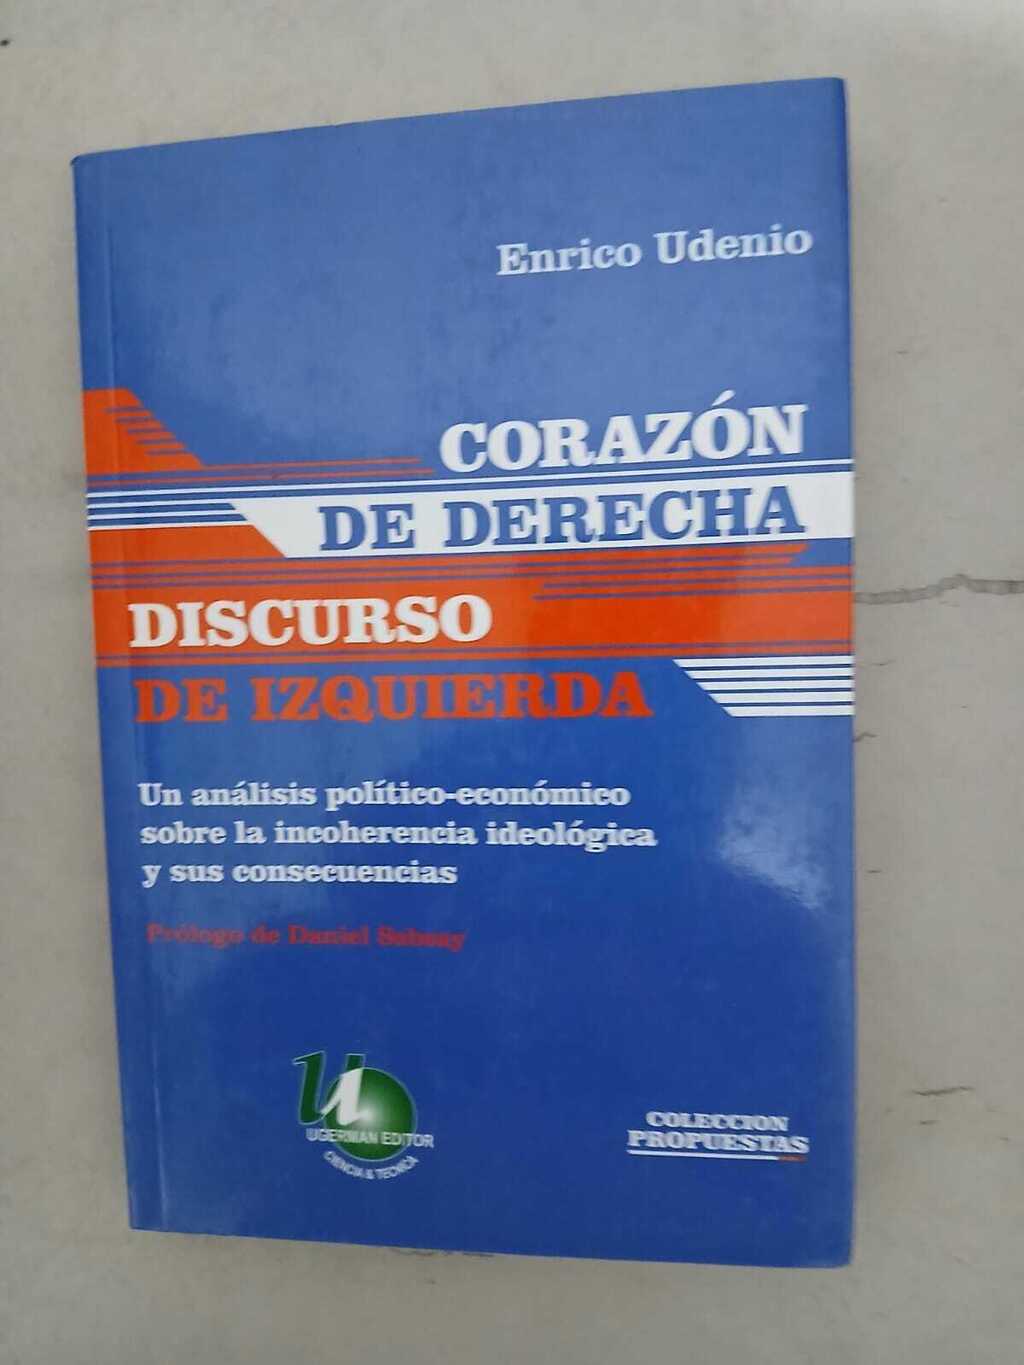 Enrico Udenio
CORAZÓN
DE DERECHA
DISCURSO
DE IZQUIERDA
Un análisis político-económico
sobre la incoherencia ideológica
y sus consecuencias
Prólogo de Daniel Sabsay
U
UGERMAN EDITOR
CIENCIA & TECNICA
COLECCION
PROPUESTAS